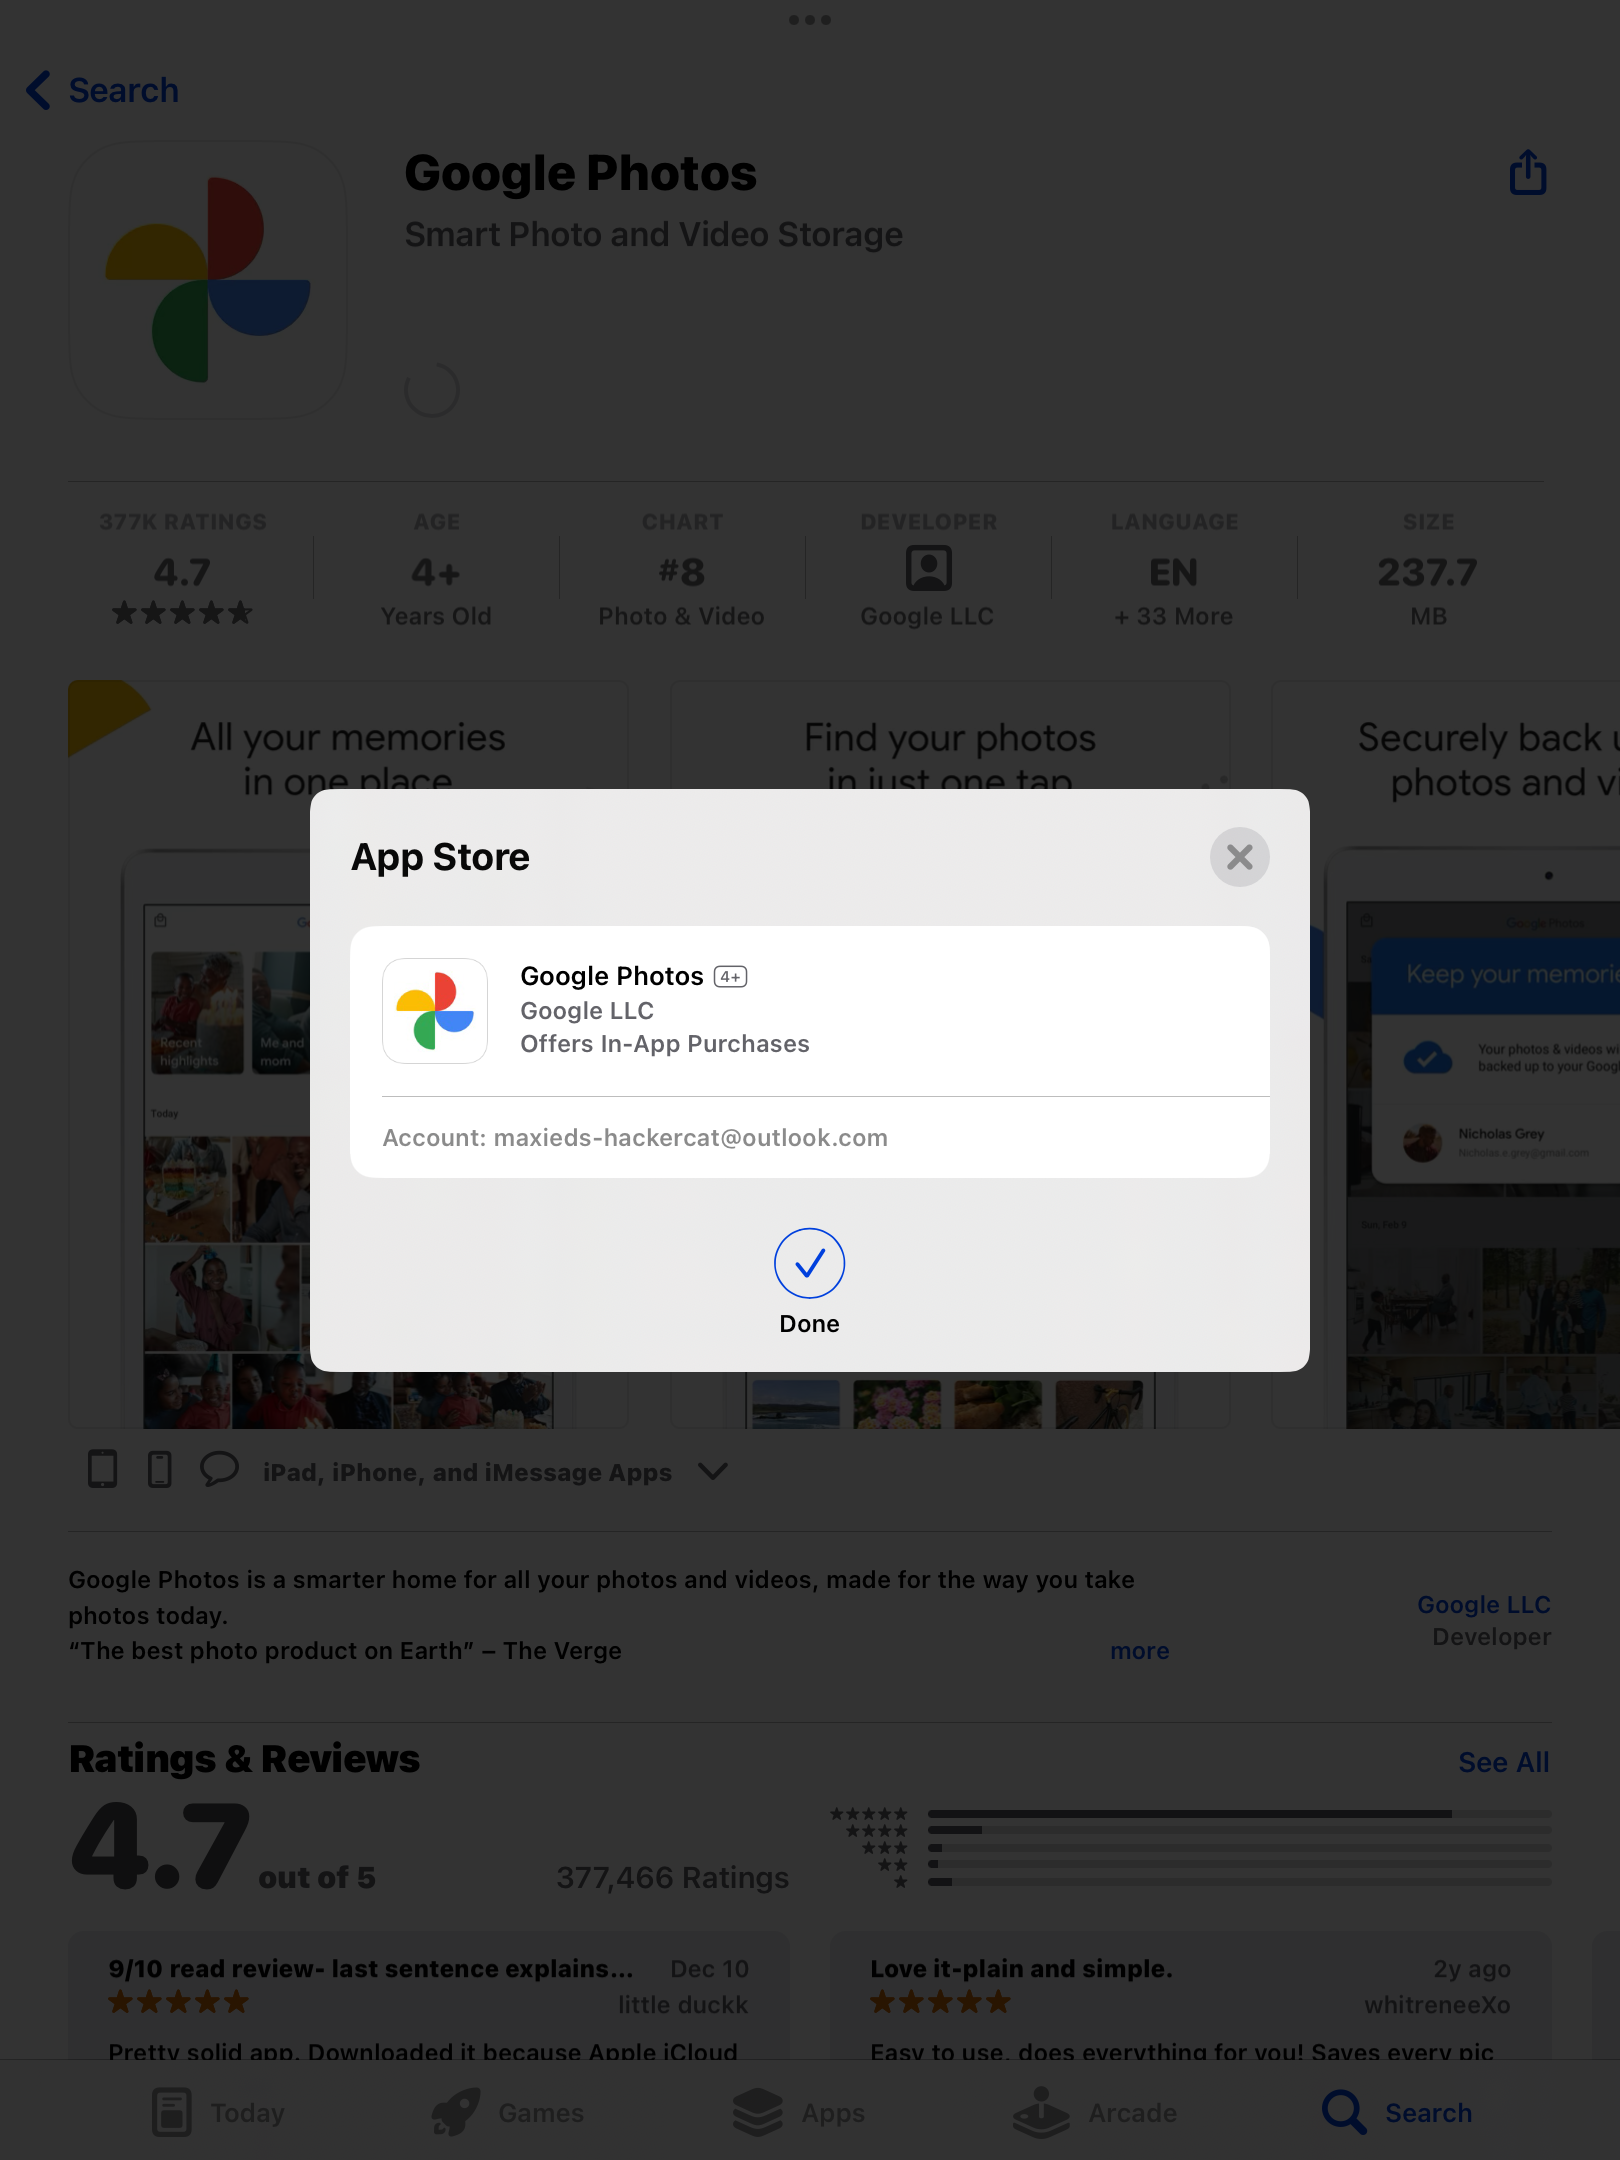 Search
Google Photos
Smart Photo and Video Storage
377K RATINGS
4.7
AGE
4+
Years Old
CHART
#8
Photo & Video
DEVELOPER
Google LLC
LANGUAGE
EN
+ 33 More
SIZE
237.7
MB
All your memories
in one place
Find your photos
in just one tap
Securely back
photos and
App Store
Google Photos 4+
Google LLC
Offers In-App Purchases
Account: maxieds-hackercat@outlook.com
Done
Recent
highlights
Me and
mom
Today
Google Photos
Keep your
Your photos & videos
backed up to your
Nicholas Grey
Nicholas.e.grey@gmail.com
Sun, Feb 9
iPad, iPhone, and iMessage Apps
Google Photos is a smarter home for all your photos and videos, made for the way you take
photos today.
“The best photo product on Earth” – The Verge
more
Google LLC
Developer
Ratings & Reviews
See All
4.7 out of 5
377,466 Ratings
9/10 read review- last sentence explains...
Dec 10
little duckk
Pretty solid app. Downloaded it because Apple iCloud
Love it-plain and simple.
2y ago
whitreneeXo
Easy to use, does everything for you! Saves every pic
Today
Games
Apps
Arcade
Search